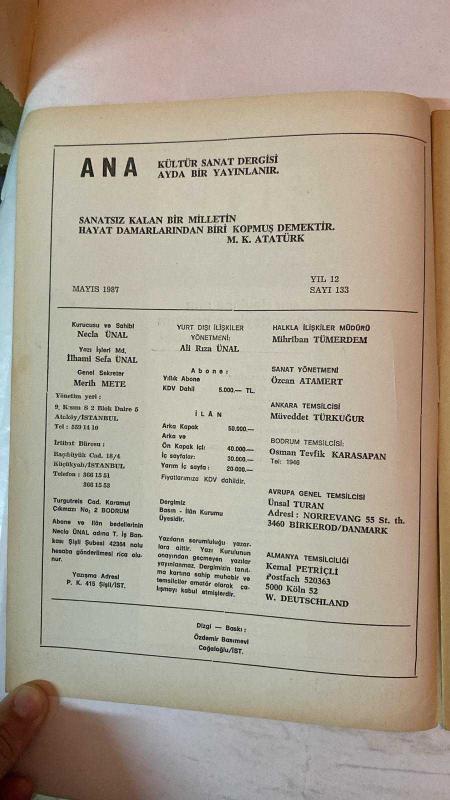 ANA
KÜLTÜR SANAT DERGİSİ
AYDA BİR YAYINLANIR.
SANATSIZ KALAN BİR MİLLETİN
HAYAT DAMARLARINDAN BİRİ KOPMUŞ DEMEKTİR.
M. K. ATATÜRK
MAYIS 1987
YIL 12
SAYI 133
Kurucusu ve Sahibi
Necla ÜNAL
Yazı İşleri Md.
İlhami Sefa ÜNAL
Genel Sekreter
Merih METE
Yönetim yeri :
9. Kısım S 2 Blok Daire 5
Ataköy/İSTANBUL
Tel : 559 14 10
İrtibat Bürosu :
Başıbüyük Cad. 18/4
Küçükyalı/İSTANBUL
Telefon : 366 15 51
366 15 53
Turgutreis Cad. Karamut
Çıkmazı No, 2 BODRUM
Abone ve ilân bedellerinin
Necla ÜNAL adına T. İş Ban-
kası Şişli Şubesi 42364 nolu
hesaba gönderilmesi rica olu-
nur.
Yazışma Adresi
P. K. 415 Şişli/İST.
YURT DIŞI İLİŞKİLER
YÖNETİMİ:
Ali Rıza ÜNAL
Abone :
Yıllık Abone
KDV Dahil 5.000.— TL.
İLÂN
Arka Kapak 50.000.—
Arka ve
Ön Kapak içi: 40.000.—
İç sayfalar: 30.000.—
Yarım iç sayfa : 20.000.—
Fiyatlarımıza KDV dahildir.
Dergimiz
Basın - İlân Kurumu
Üyesidir.
Yazıların sorumluluğu yazar-
lara aittir. Yazı Kurulunun
onayından geçmeyen yazılar
yayınlanmaz. Dergimizin tanıt-
ma kartına sahip muhabir ve
temsilciler amatör olarak ça-
lışmayı kabul etmişlerdir.
HALKLA İLİŞKİLER MÜDÜRÜ
Mihriban TÜMERDEM
SANAT YÖNETİMİ
Özcan ATAMERT
ANKARA TEMSİLCİSİ
Müveddet TÜRKUĞUR
BODRUM TEMSİLCİSİ:
Osman Tevfik KARASAPAN
Tel: 1946
AVRUPA GENEL TEMSİLCİSİ
Ünsal TURAN
Adresi : NORREVANG 55 St. th.
3460 BİRKEROD/DANMARK
ALMANYA TEMSİLCİLİĞİ
Kemal PETRİÇLİ
Postfach 520363
5000 Köln 52
W. DEUTSCHLAND
Dizgi — Baskı :
Özdemir Basımevi
Cağaloğlu/İST.